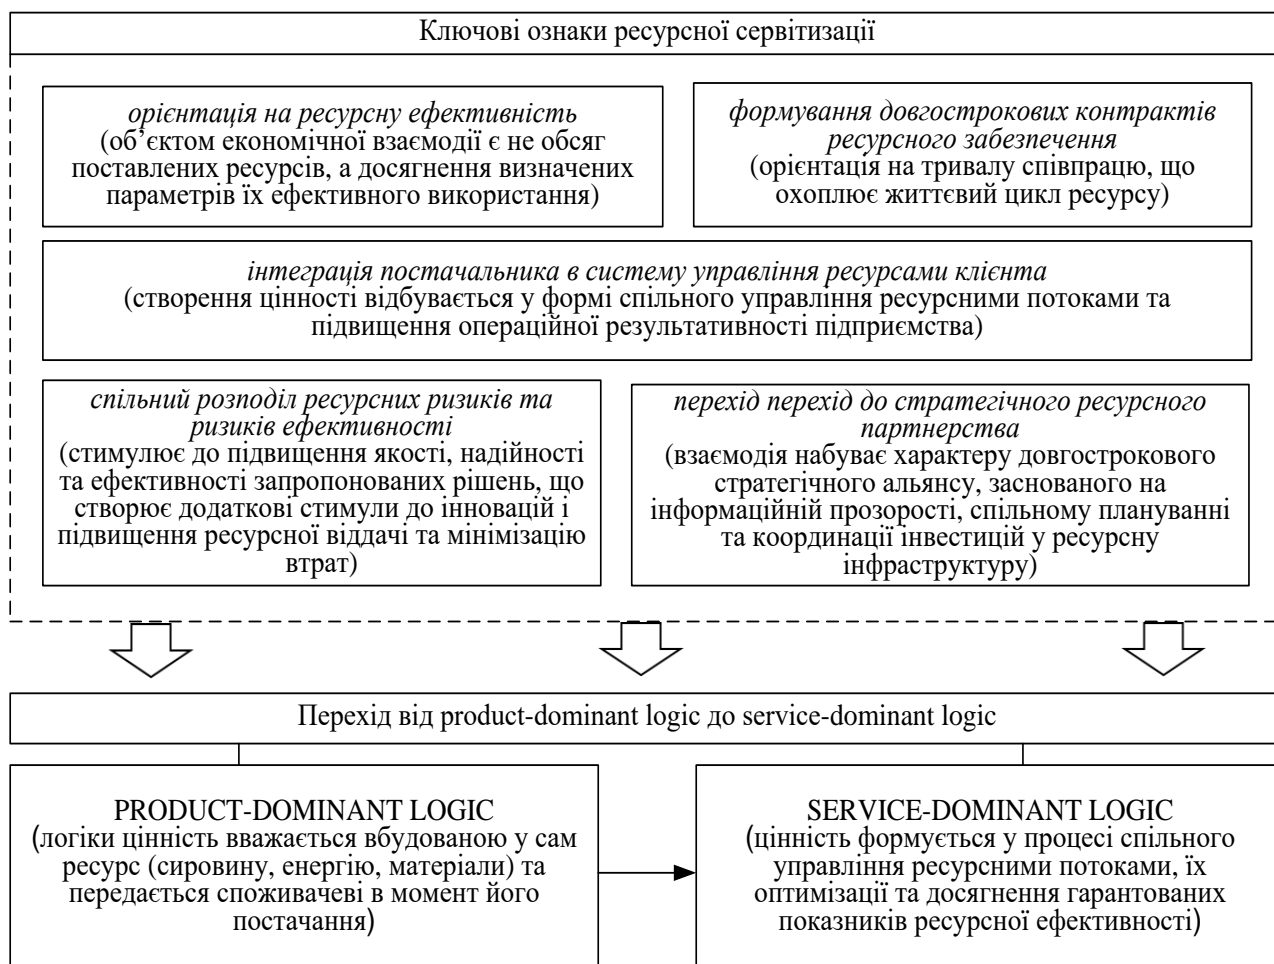 Ключові ознаки ресурсної сервітизації
орієнтація на ресурсну ефективність
(об’єктом економічної взаємодії є не обсяг
поставлених ресурсів, а досягнення визначених
параметрів їх ефективного використання)
формування довгострокових контрактів
ресурсного забезпечення
(орієнтація на тривалу співпрацю, що
охоплює життєвий цикл ресурсу)
інтеграція постачальника в систему управління ресурсами клієнта
(створення цінності відбувається у формі спільного управління ресурсними потоками та
підвищення операційної результативності підприємства)
спільний розподіл ресурсних ризиків та
ризиків ефективності
(стимулює до підвищення якості, надійності
та ефективності запропонованих рішень, що
створює додаткові стимули до інновацій і
підвищення ресурсної віддачі та мінімізацію
втрат)
перехід перехід до стратегічного ресурсного
партнерства
(взаємодія набуває характеру довгострокового
стратегічного альянсу, заснованого на
інформаційній прозорості, спільному плануванні
та координації інвестицій у ресурсну
інфраструктуру)
Перехід від product-dominant logic до service-dominant logic
PRODUCT-DOMINANT LOGIC
(логіки цінність вважається вбудованою у сам
ресурс (сировину, енергію, матеріали) та
передається споживачеві в момент його
постачання)
SERVICE-DOMINANT LOGIC
(цінність формується у процесі спільного
управління ресурсними потоками, їх
оптимізації та досягнення гарантованих
показників ресурсної ефективності)